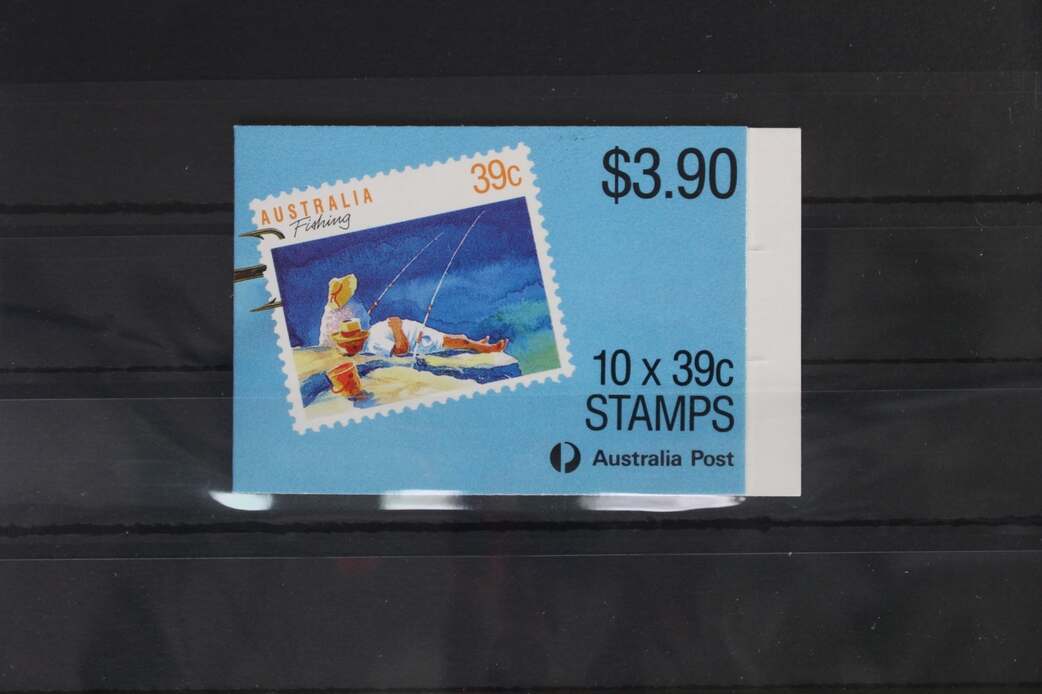 AUSTRALIA
Fishing
39c
$3.90
10 x 39c
STAMPS
Australia Post